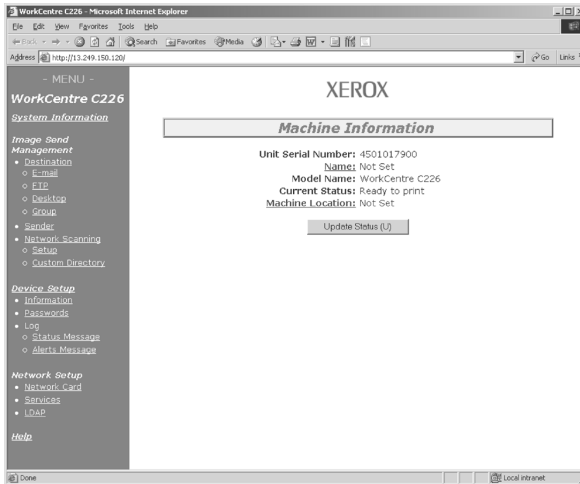 WorkCentre C226 - Microsoft Internet Explorer
File Edit View Favorites Tools Help
Back Search Favorites Media
Address http://13.249.150.120/ Go Links
- MENU -
WorkCentre C226
System Information
Image Send
Management
• Destination
o E-mail
o FTP
o Desktop
o Group
• Sender
• Network Scanning
o Setup
o Custom Directory
Device Setup
• Information
• Passwords
• Log
o Status Message
o Alerts Message
Network Setup
• Network Card
• Services
• LDAP
Help
XEROX
Machine Information
Unit Serial Number: 4501017900
Name: Not Set
Model Name: WorkCentre C226
Current Status: Ready to print
Machine Location: Not Set
Update Status (U)
Done Local intranet